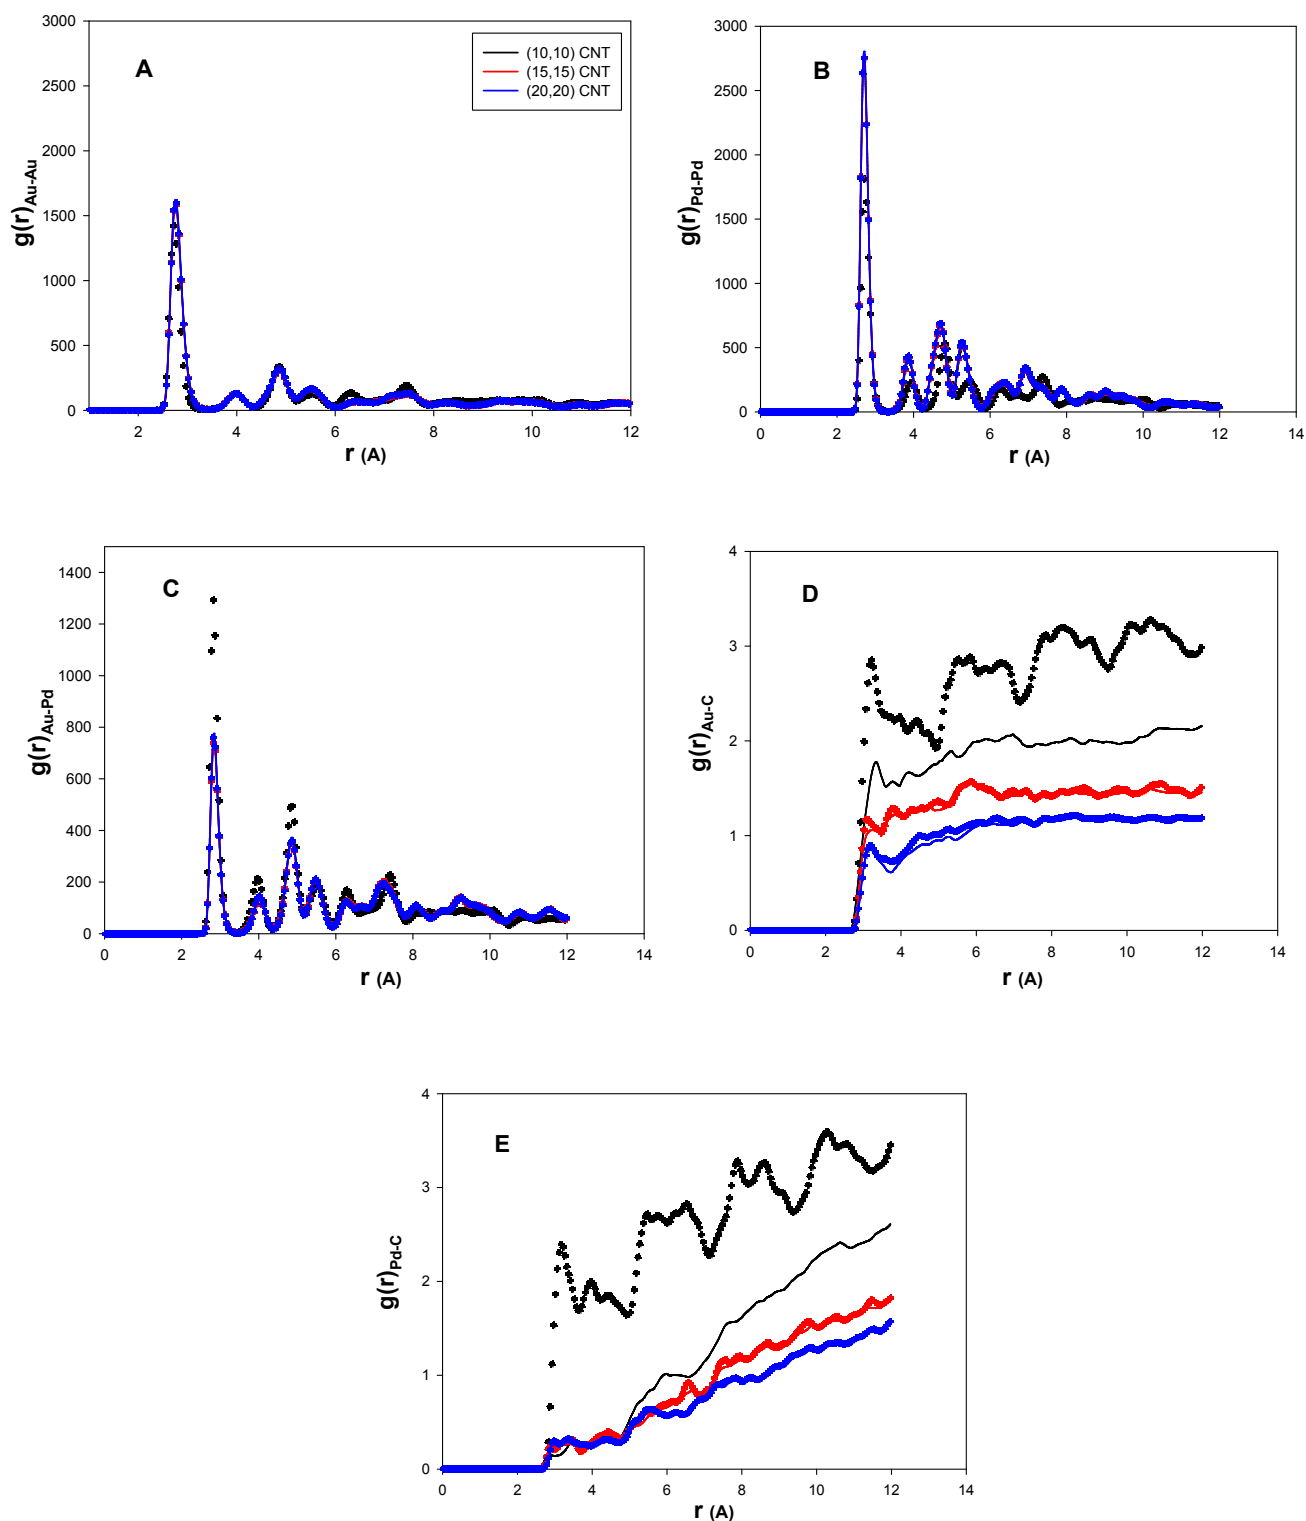 A
(10,10) CNT
(15,15) CNT
(20,20) CNT
g(r)Au-Au
3000
2500
2000
1500
1000
500
0
2 4 6 8 10 12
r (A)
B
g(r)Pd-Pd
3000
2500
2000
1500
1000
500
0
0 2 4 6 8 10 12 14
r (A)
C
g(r)Au-Pd
1400
1200
1000
800
600
400
200
0
0 2 4 6 8 10 12 14
r (A)
D
g(r)Au-C
4
3
2
1
0
0 2 4 6 8 10 12 14
r (A)
E
g(r)Pd-C
4
3
2
1
0
0 2 4 6 8 10 12 14
r (A)